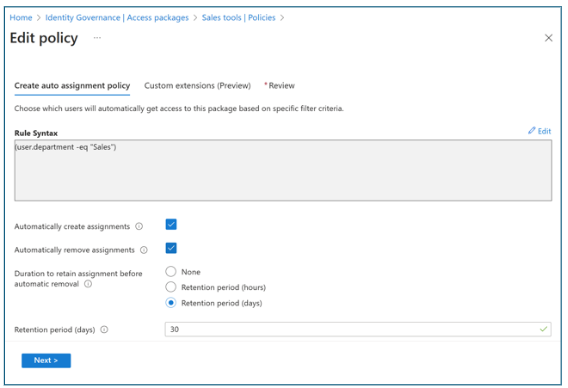 Home > Identity Governance | Access packages > Sales tools | Policies >
Edit policy ...
Create auto assignment policy Custom extensions (Preview) * Review
Choose which users will automatically get access to this package based on specific filter criteria.
Rule Syntax Edit
(user.department -eq "Sales")
Automatically create assignments
Automatically remove assignments
Duration to retain assignment before
automatic removal
None
Retention period (hours)
Retention period (days)
Retention period (days) 30
Next >